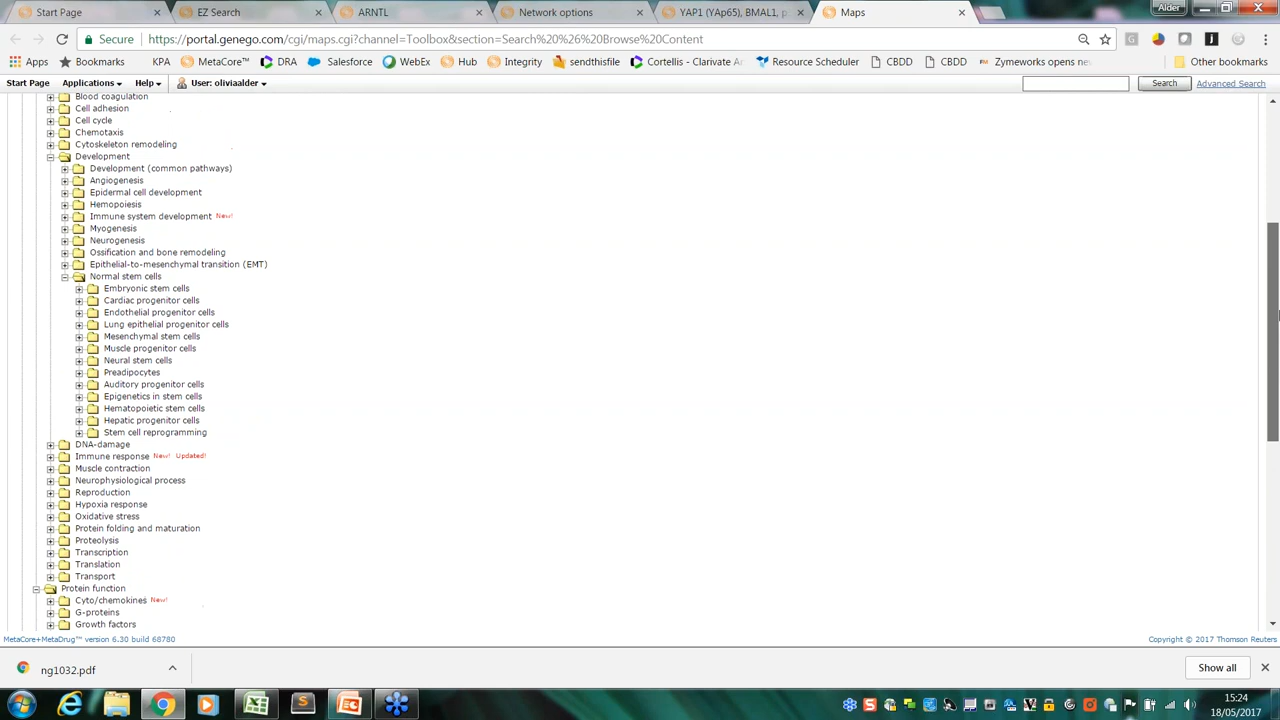 Start Page
EZ Search
ARNTL
Network options
YAP1 (YAp65), BMAL1, p
Maps
Alder
Secure https://portal.genego.com/cgi/maps.cgi?channel=Toolbox&section=Search%20%26%20Browse%20Content
Apps Bookmarks KPA MetaCore™ DRA Salesforce WebEx Hub Integrity sendthisfile Cortellis - Clarivate A Resource Scheduler CBDD CBDD Zymeworks opens ne Other bookmarks
Start Page Applications Help User: oliviaalder Search Advanced Search
Blood coagulation
Cell adhesion
Cell cycle
Chemotaxis
Cytoskeleton remodeling
Development
Development (common pathways)
Angiogenesis
Epidermal cell development
Hemopoiesis
Immune system development New!
Myogenesis
Neurogenesis
Ossification and bone remodeling
Epithelial-to-mesenchymal transition (EMT)
Normal stem cells
Embryonic stem cells
Cardiac progenitor cells
Endothelial progenitor cells
Lung epithelial progenitor cells
Mesenchymal stem cells
Muscle progenitor cells
Neural stem cells
Preadipocytes
Auditory progenitor cells
Epigenetics in stem cells
Hematopoietic stem cells
Hepatic progenitor cells
Stem cell reprogramming
DNA-damage
Immune response New! Updated!
Muscle contraction
Neurophysiological process
Reproduction
Hypoxia response
Oxidative stress
Protein folding and maturation
Proteolysis
Transcription
Translation
Transport
Protein function
Cyto/chemokines New!
G-proteins
Growth factors
MetaCore+MetaDrug™ version 6.30 build 68780
Copyright © 2017 Thomson Reuters
ng1032.pdf
Show all
15:24
18/05/2017